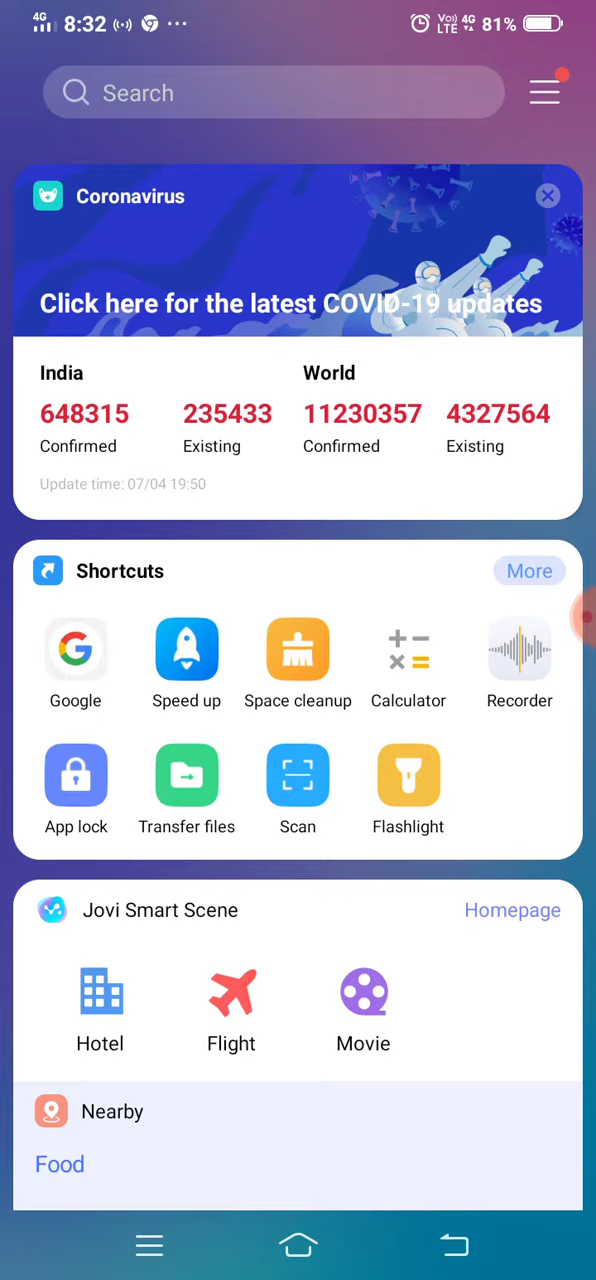 4G 8:32 Vo)) LTE 4G 81%
Search
Coronavirus
Click here for the latest COVID-19 updates
India World
648315 235433 11230357 4327564
Confirmed Existing Confirmed Existing
Update time: 07/04 19:50
Shortcuts More
Google Speed up Space cleanup Calculator Recorder
App lock Transfer files Scan Flashlight
Jovi Smart Scene Homepage
Hotel Flight Movie
Nearby
Food